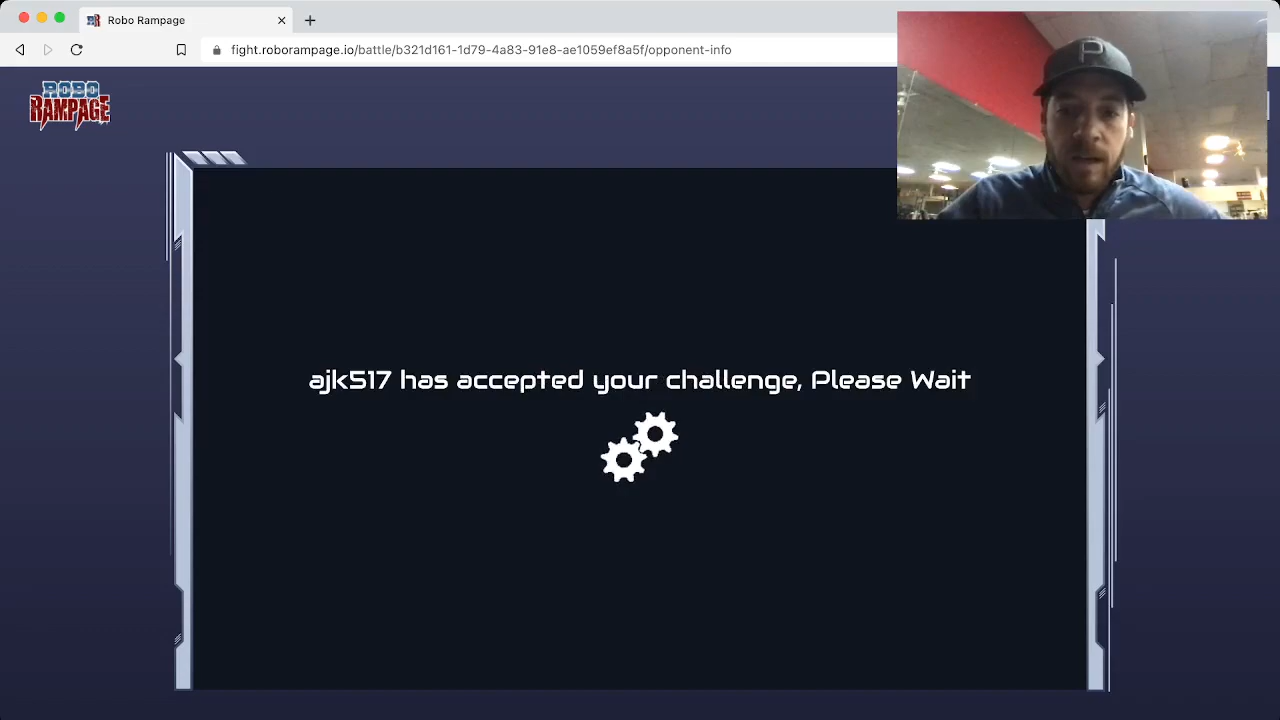 Robo Rampage
fight.roborampage.io/battle/b321d161-1d79-4a83-91e8-ae1059ef8a5f/opponent-info
ROBO
RAMPAGE
P
ajk517 has accepted your challenge, Please Wait